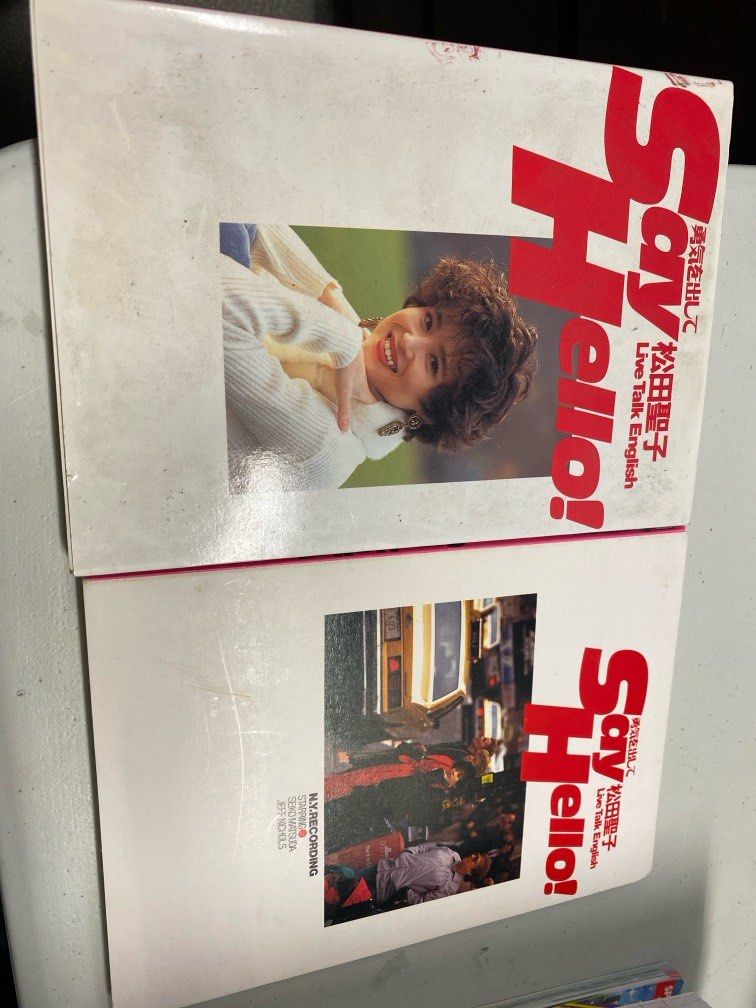 Say
勇気を出して
Hello!
松田聖子
Live Talk English
Say
勇気を出して
Hello!
松田聖子
Live Talk English
N.Y.RECORDING
STARRING
SEIKO MATSUDA
JEFF NICHOLS